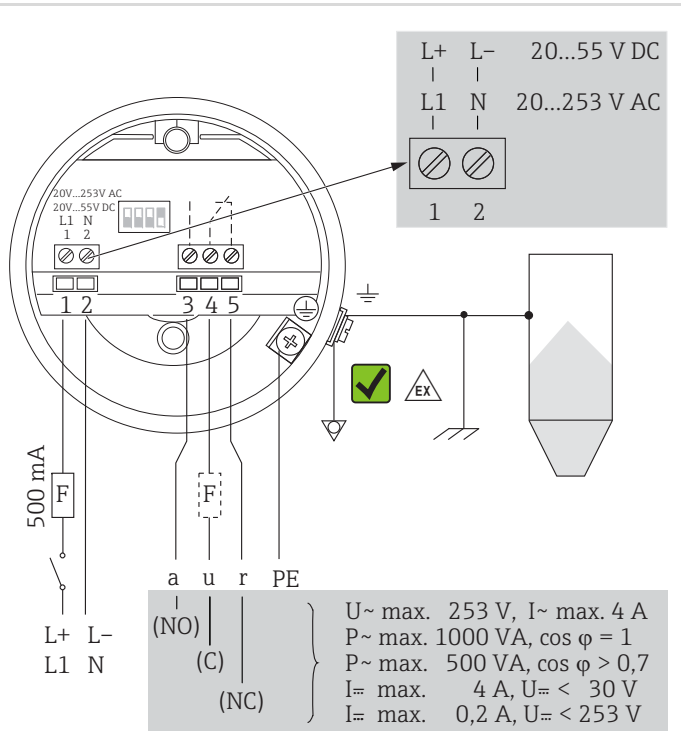 L+ L– 20...55 V DC
L1 N 20...253 V AC
1 2
20V...253V AC
20V...55V DC
L1 N
1 2
1 2 3 4 5
EX
500 mA
F
F
a u r PE
L+ L–
L1 N
(NO)
(C)
(NC)
U~ max. 253 V, I~ max. 4 A
P~ max. 1000 VA, cos φ = 1
P~ max. 500 VA, cos φ > 0,7
I⎓ max. 4 A, U⎓ < 30 V
I⎓ max. 0,2 A, U⎓ < 253 V